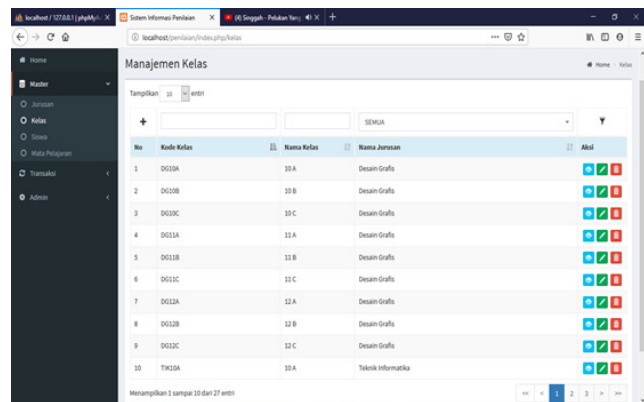 localhost / 127.0.0.1 | phpMyA
Sistem Informasi Penilaian
(4) Singgah - Pelukan Yang
localhost/penilaian/index.php/kelas
Home
Master
Jurusan
Kelas
Siswa
Mata Pelajaran
Transaksi
Admin
Manajemen Kelas
Home - Kelas
Tampilkan 10 entri
SEMUA
No Kode Kelas Nama Kelas Nama Jurusan Aksi
1 DG10A 10 A Desain Grafis
2 DG10B 10 B Desain Grafis
3 DG10C 10 C Desain Grafis
4 DG11A 11 A Desain Grafis
5 DG11B 11 B Desain Grafis
6 DG11C 11 C Desain Grafis
7 DG12A 12 A Desain Grafis
8 DG12B 12 B Desain Grafis
9 DG12C 12 C Desain Grafis
10 TIK10A 10 A Teknik Informatika
Menampilkan 1 sampai 10 dari 27 entri
<< < 1 2 3 > >>